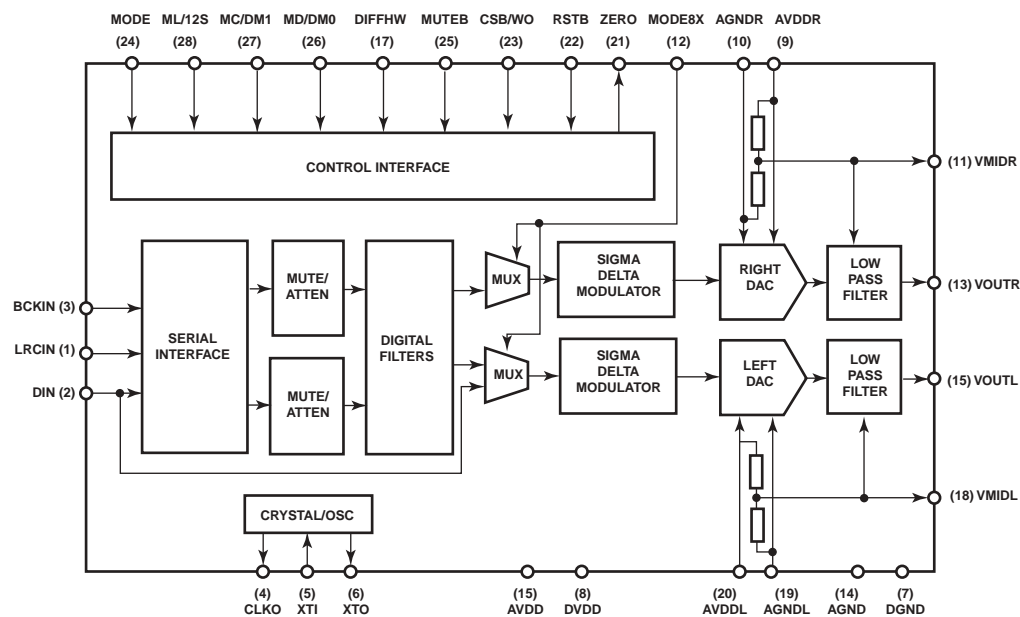 MODE ML/12S MC/DM1 MD/DM0 DIFFHW MUTEB CSB/WO RSTB ZERO MODE8X AGNDR AVDDR
(24) (28) (27) (26) (17) (25) (23) (22) (21) (12) (10) (9)
CONTROL INTERFACE
(11) VMIDR
SERIAL
INTERFACE
MUTE/
ATTEN
MUTE/
ATTEN
DIGITAL
FILTERS
MUX
MUX
SIGMA
DELTA
MODULATOR
SIGMA
DELTA
MODULATOR
RIGHT
DAC
LEFT
DAC
LOW
PASS
FILTER
LOW
PASS
FILTER
BCKIN (3)
LRCIN (1)
DIN (2)
(13) VOUTR
(15) VOUTL
(18) VMIDL
CRYSTAL/OSC
(4) (5) (6) (15) (8) (20) (19) (14) (7)
CLKO XTI XTO AVDD DVDD AVDDL AGNDL AGND DGND